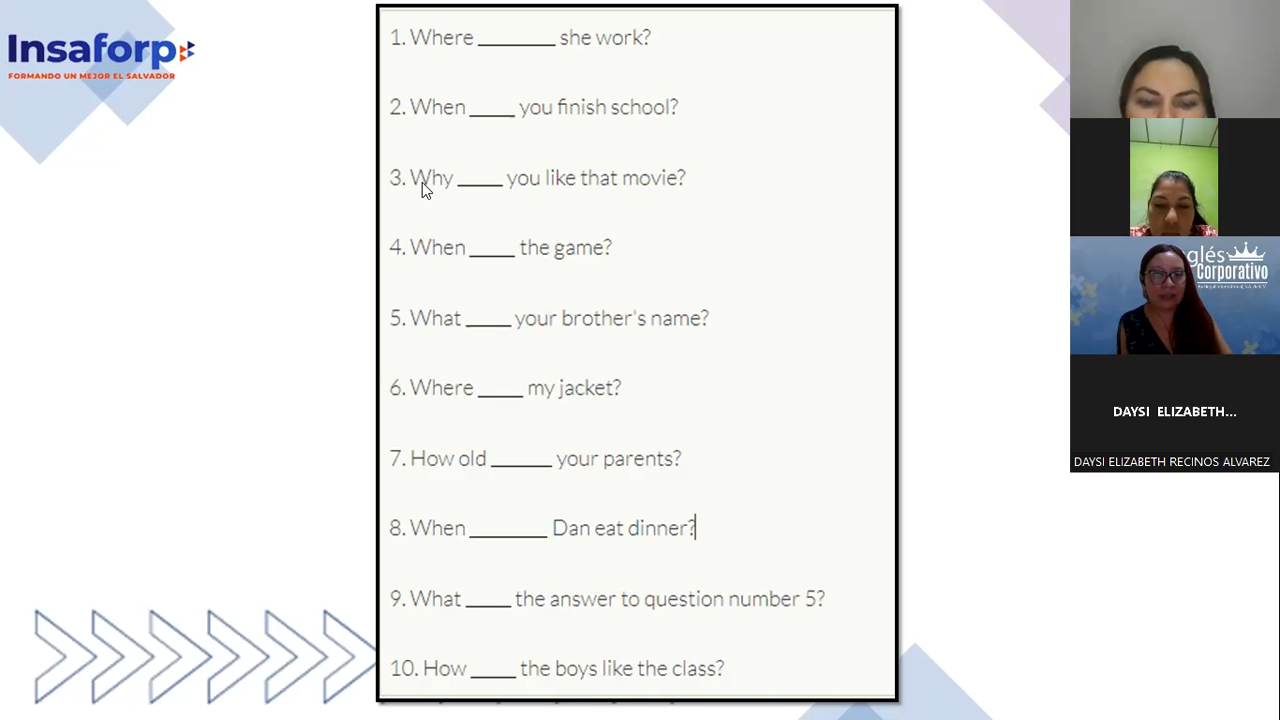 Insaforp
FORMANDO UN MEJOR EL SALVADOR
1. Where ________ she work?
2. When _____ you finish school?
3. Why _____ you like that movie?
4. When _____ the game?
5. What _____ your brother's name?
6. Where _____ my jacket?
7. How old ______ your parents?
8. When ________ Dan eat dinner?
9. What _____ the answer to question number 5?
10. How _____ the boys like the class?
glés
Corporativo
DAYSI ELIZABETH...
DAYSI ELIZABETH RECINOS ALVAREZ